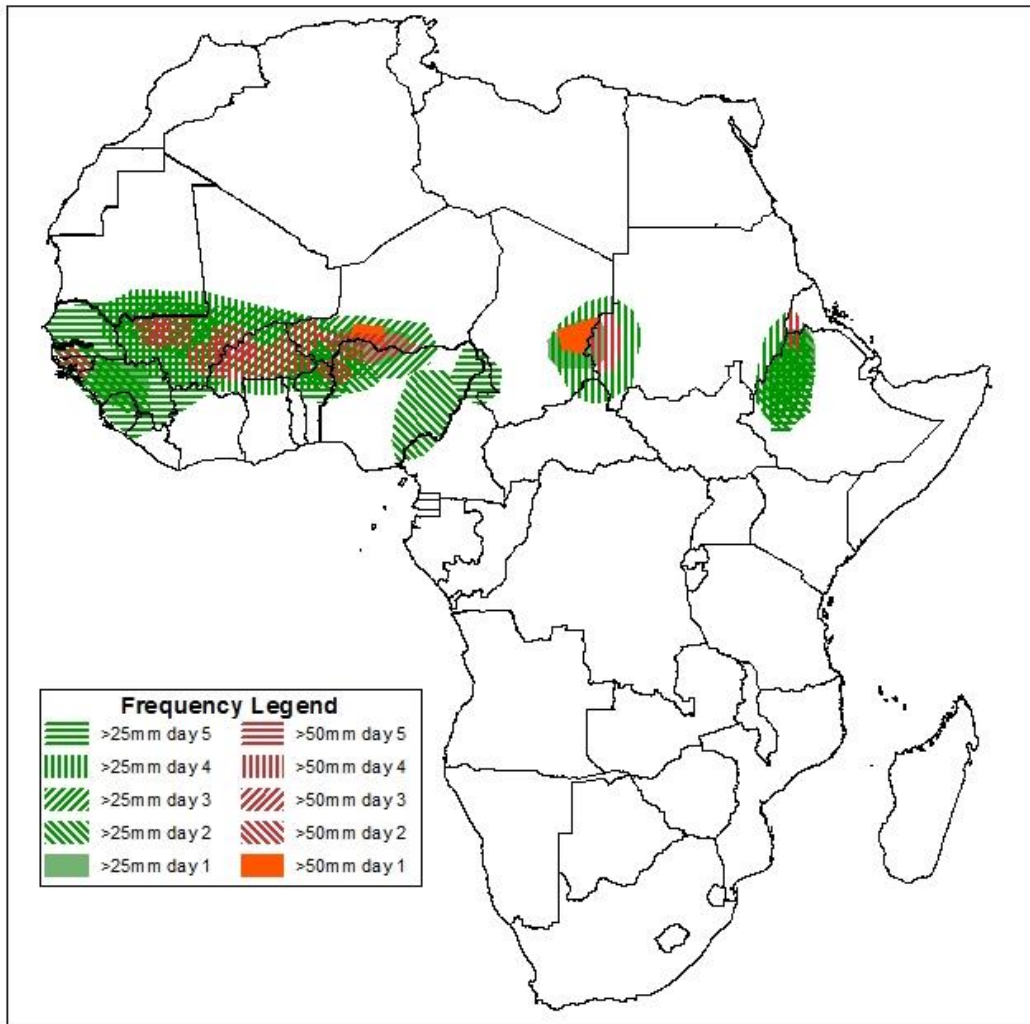 Frequency Legend
>25mm day 5 >50mm day 5
>25mm day 4 >50mm day 4
>25mm day 3 >50mm day 3
>25mm day 2 >50mm day 2
>25mm day 1 >50mm day 1